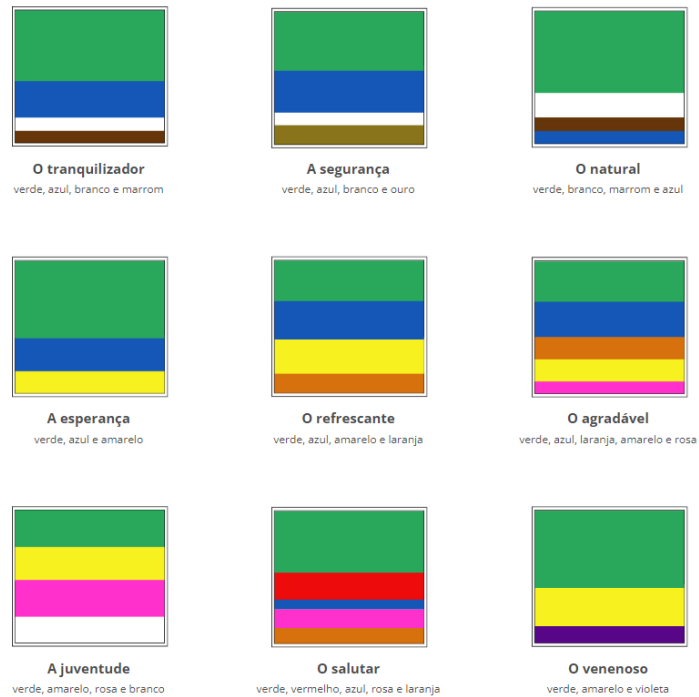 O tranquilizador
verde, azul, branco e marrom
A segurança
verde, azul, branco e ouro
O natural
verde, branco, marrom e azul
A esperança
verde, azul e amarelo
O refrescante
verde, azul, amarelo e laranja
O agradável
verde, azul, laranja, amarelo e rosa
A juventude
verde, amarelo, rosa e branco
O salutar
verde, vermelho, azul, rosa e laranja
O venenoso
verde, amarelo e violeta